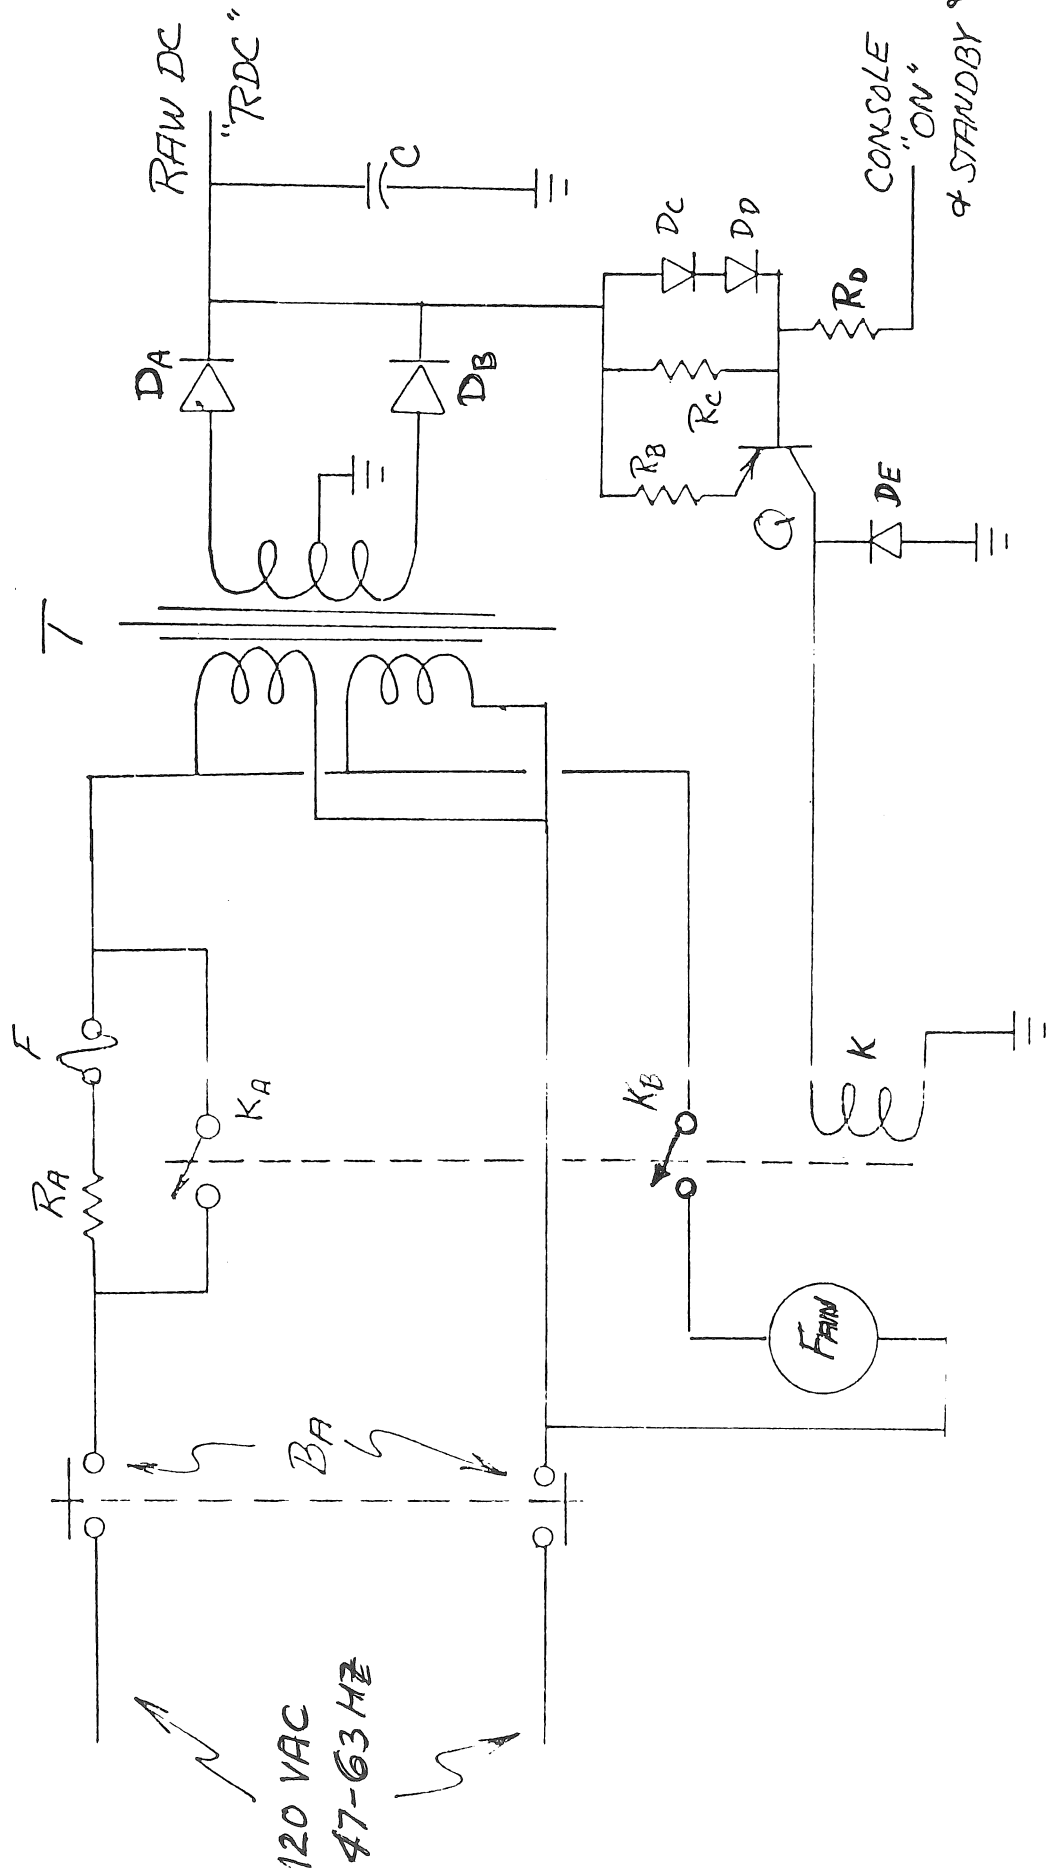 120 VAC
47-63 HZ
BA
RA
F
KA
KB
FAN
K
T
DA
DB
RAW DC
"RDC"
C
RB
RC
DC
DD
RD
Q
DE
CONSOLE
"ON"
& STANDBY